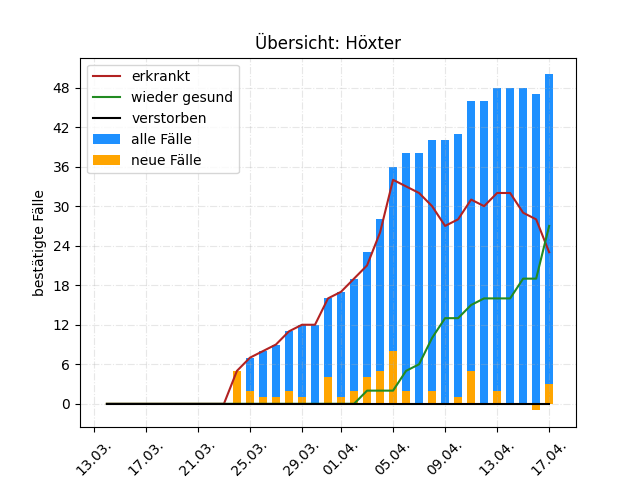 Übersicht: Höxter
erkrankt
wieder gesund
verstorben
alle Fälle
neue Fälle
bestätigte Fälle
48
42
36
30
24
18
12
6
0
13.03.
17.03.
21.03.
25.03.
29.03.
01.04.
05.04.
09.04.
13.04.
17.04.